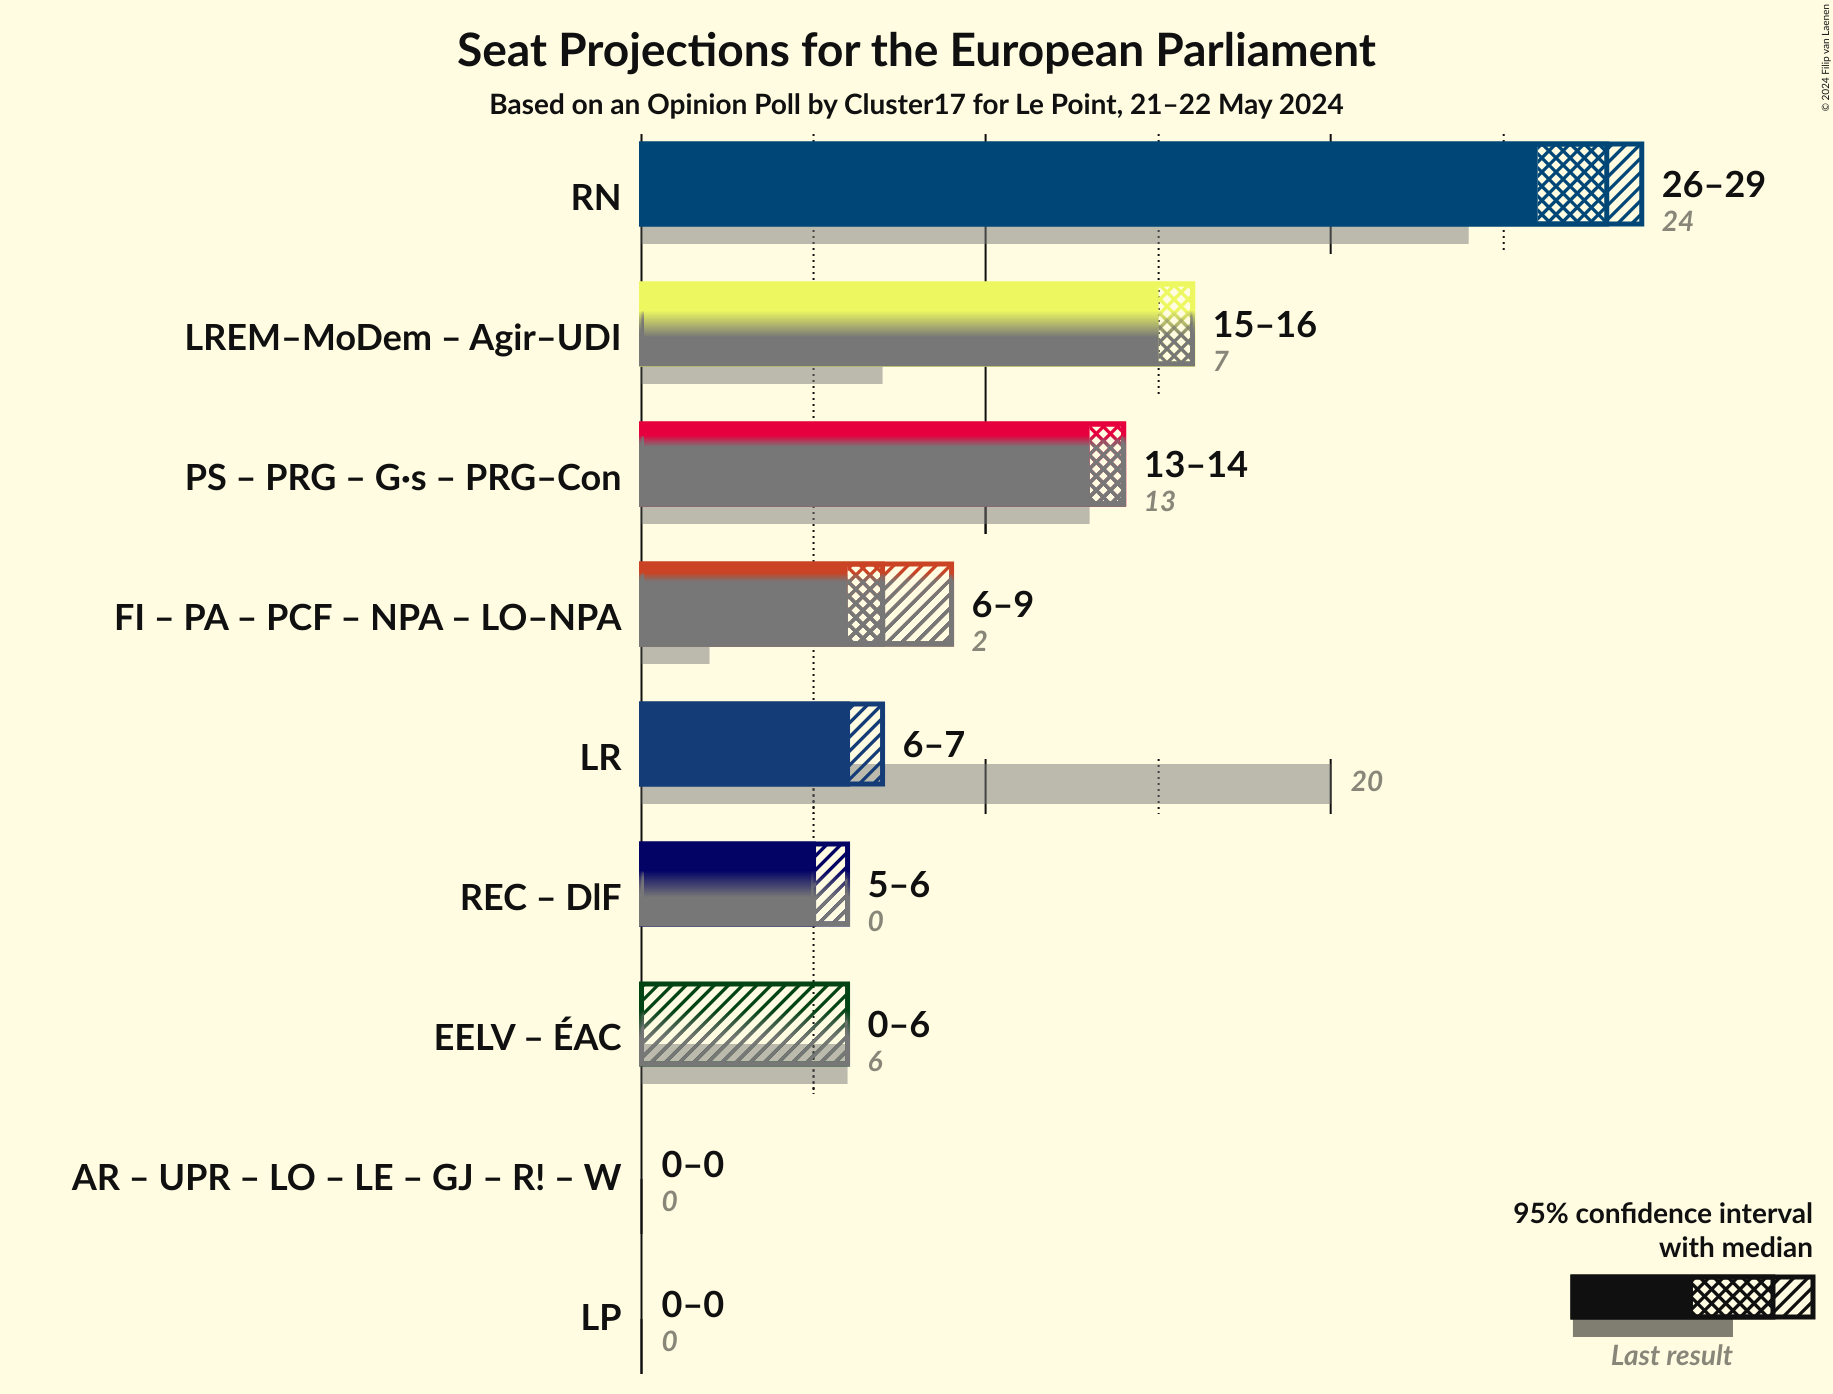 Seat Projections for the European Parliament
Based on an Opinion Poll by Cluster17 for Le Point, 21–22 May 2024
© 2024 Filip van Laenen
RN
26–29
24
LREM–MoDem – Agir–UDI
15–16
7
PS – PRG – G·s – PRG–Con
13–14
13
FI – PA – PCF – NPA – LO–NPA
6–9
2
LR
6–7
20
REC – DlF
5–6
0
EELV – ÉAC
0–6
6
AR – UPR – LO – LE – GJ – R! – W
0–0
0
LP
0–0
0
95% confidence interval
with median
Last result